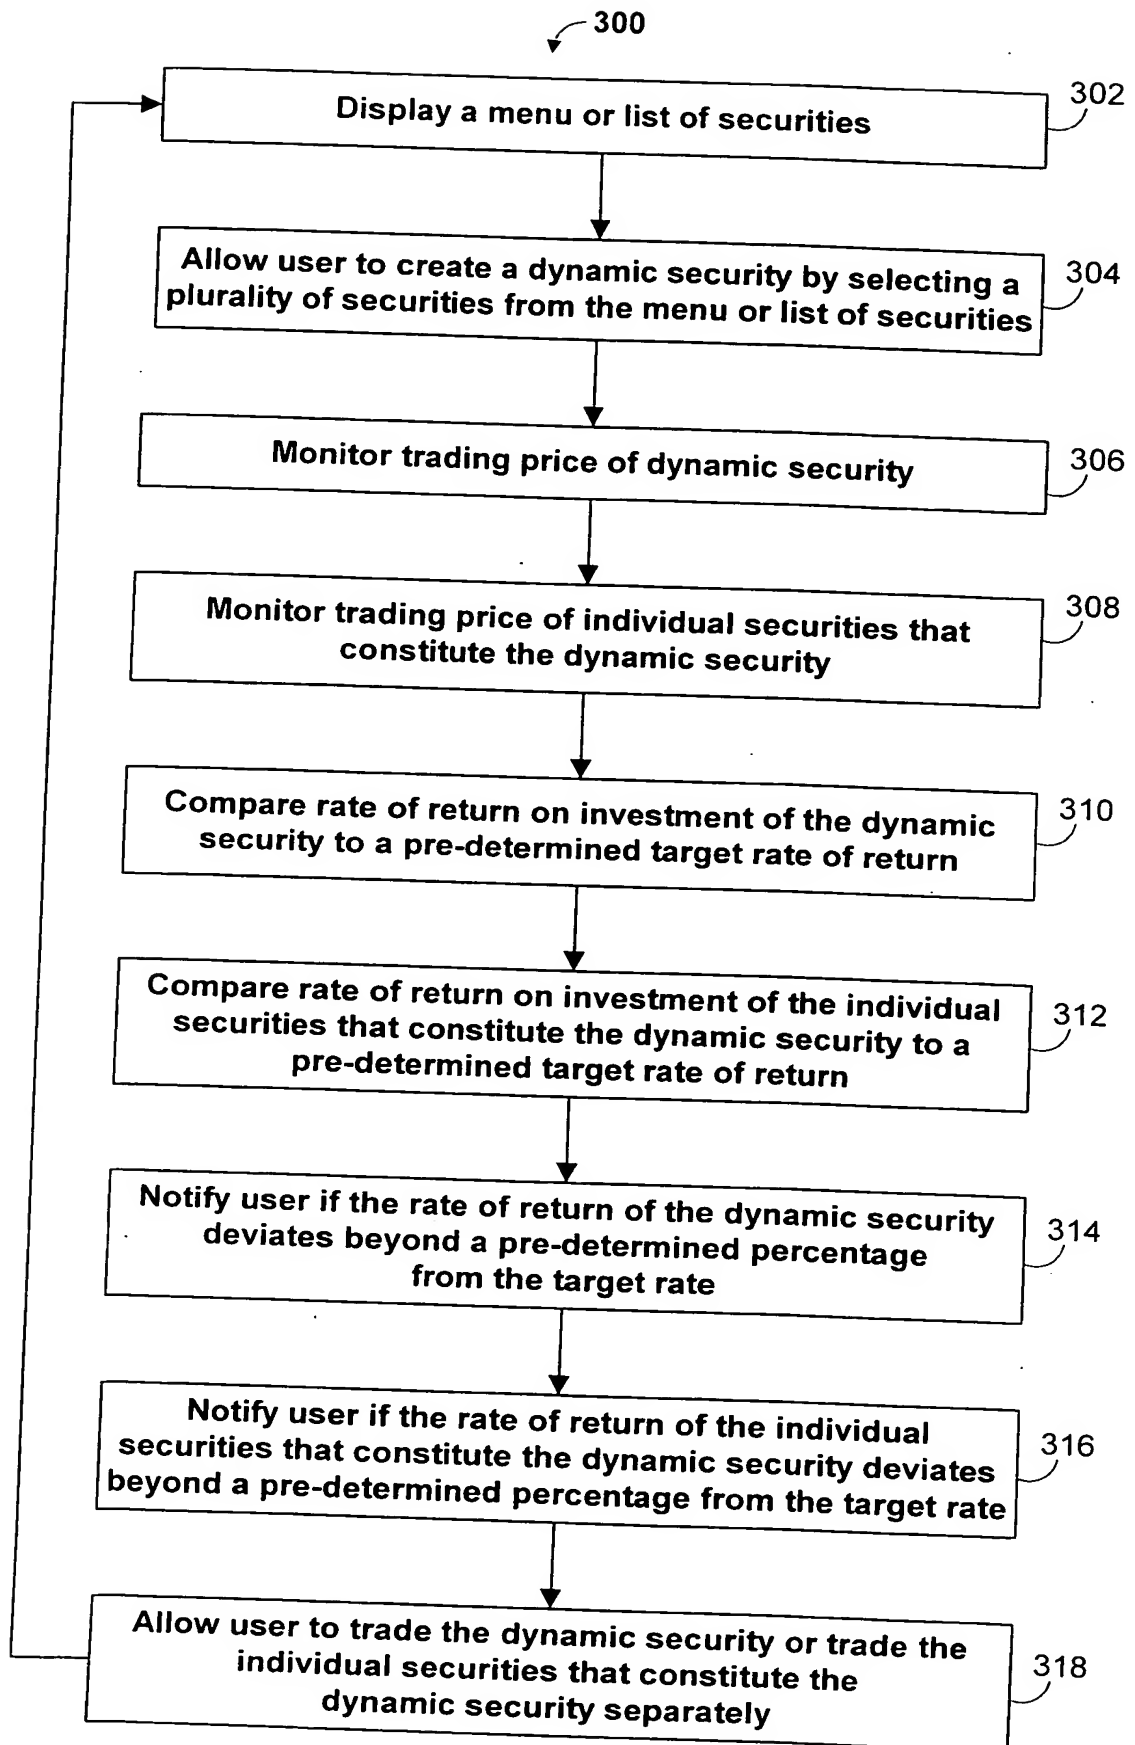 300
Display a menu or list of securities
302
Allow user to create a dynamic security by selecting a
plurality of securities from the menu or list of securities
304
Monitor trading price of dynamic security
306
Monitor trading price of individual securities that
constitute the dynamic security
308
Compare rate of return on investment of the dynamic
security to a pre-determined target rate of return
310
Compare rate of return on investment of the individual
securities that constitute the dynamic security to a
pre-determined target rate of return
312
Notify user if the rate of return of the dynamic security
deviates beyond a pre-determined percentage
from the target rate
314
Notify user if the rate of return of the individual
securities that constitute the dynamic security deviates
beyond a pre-determined percentage from the target rate
316
Allow user to trade the dynamic security or trade the
individual securities that constitute the
dynamic security separately
318